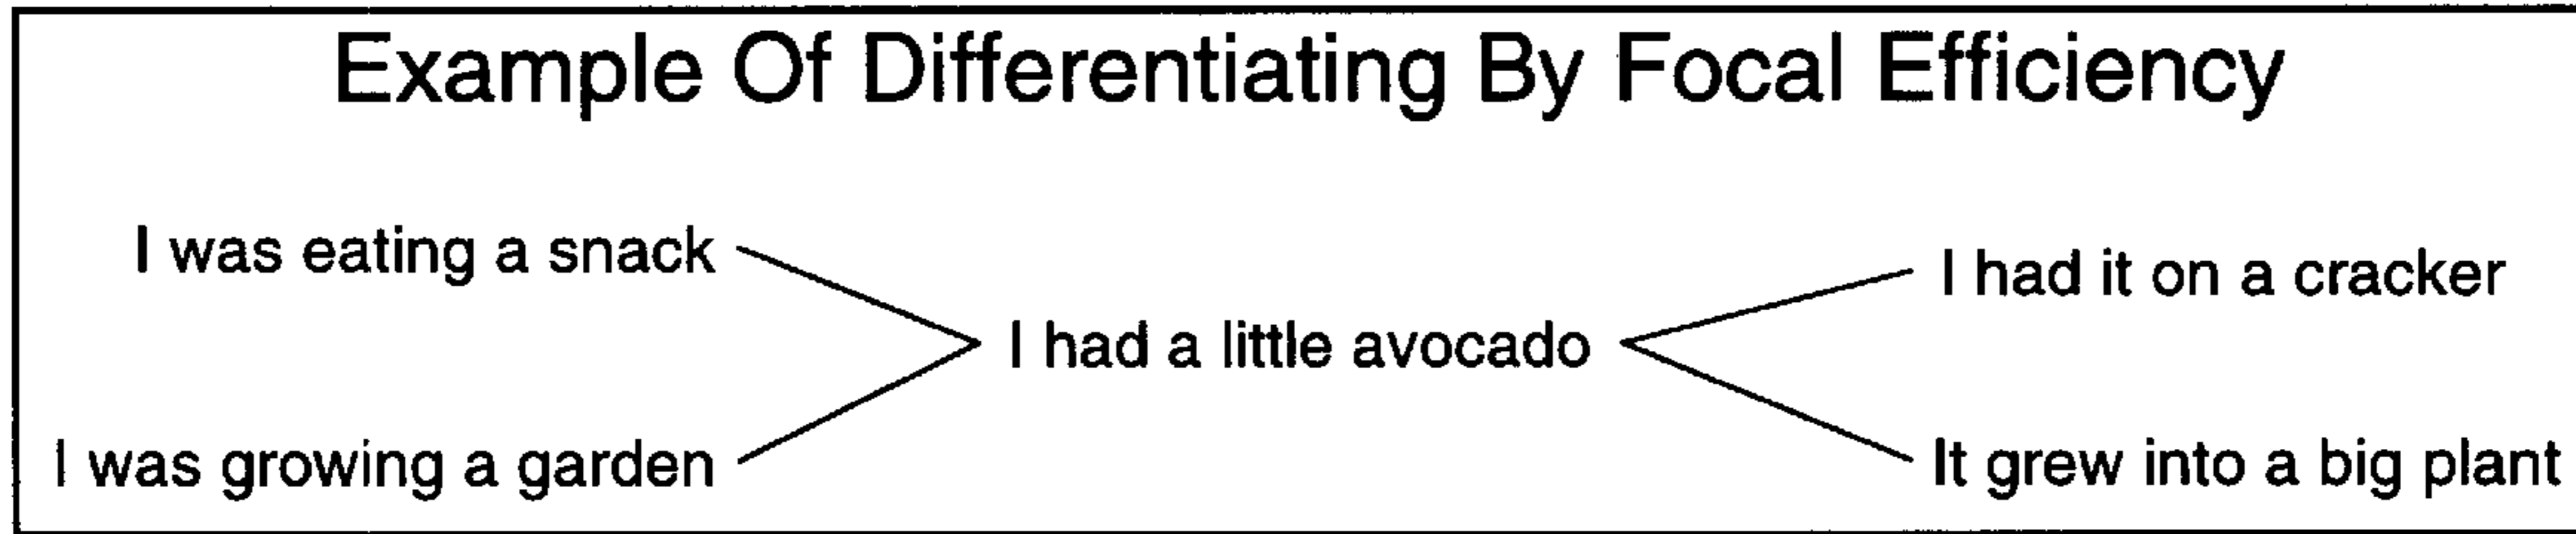 Example Of Differentiating By Focal Efficiency
I was eating a snack
I had it on a cracker
I had a little avocado
I was growing a garden
It grew into a big plant